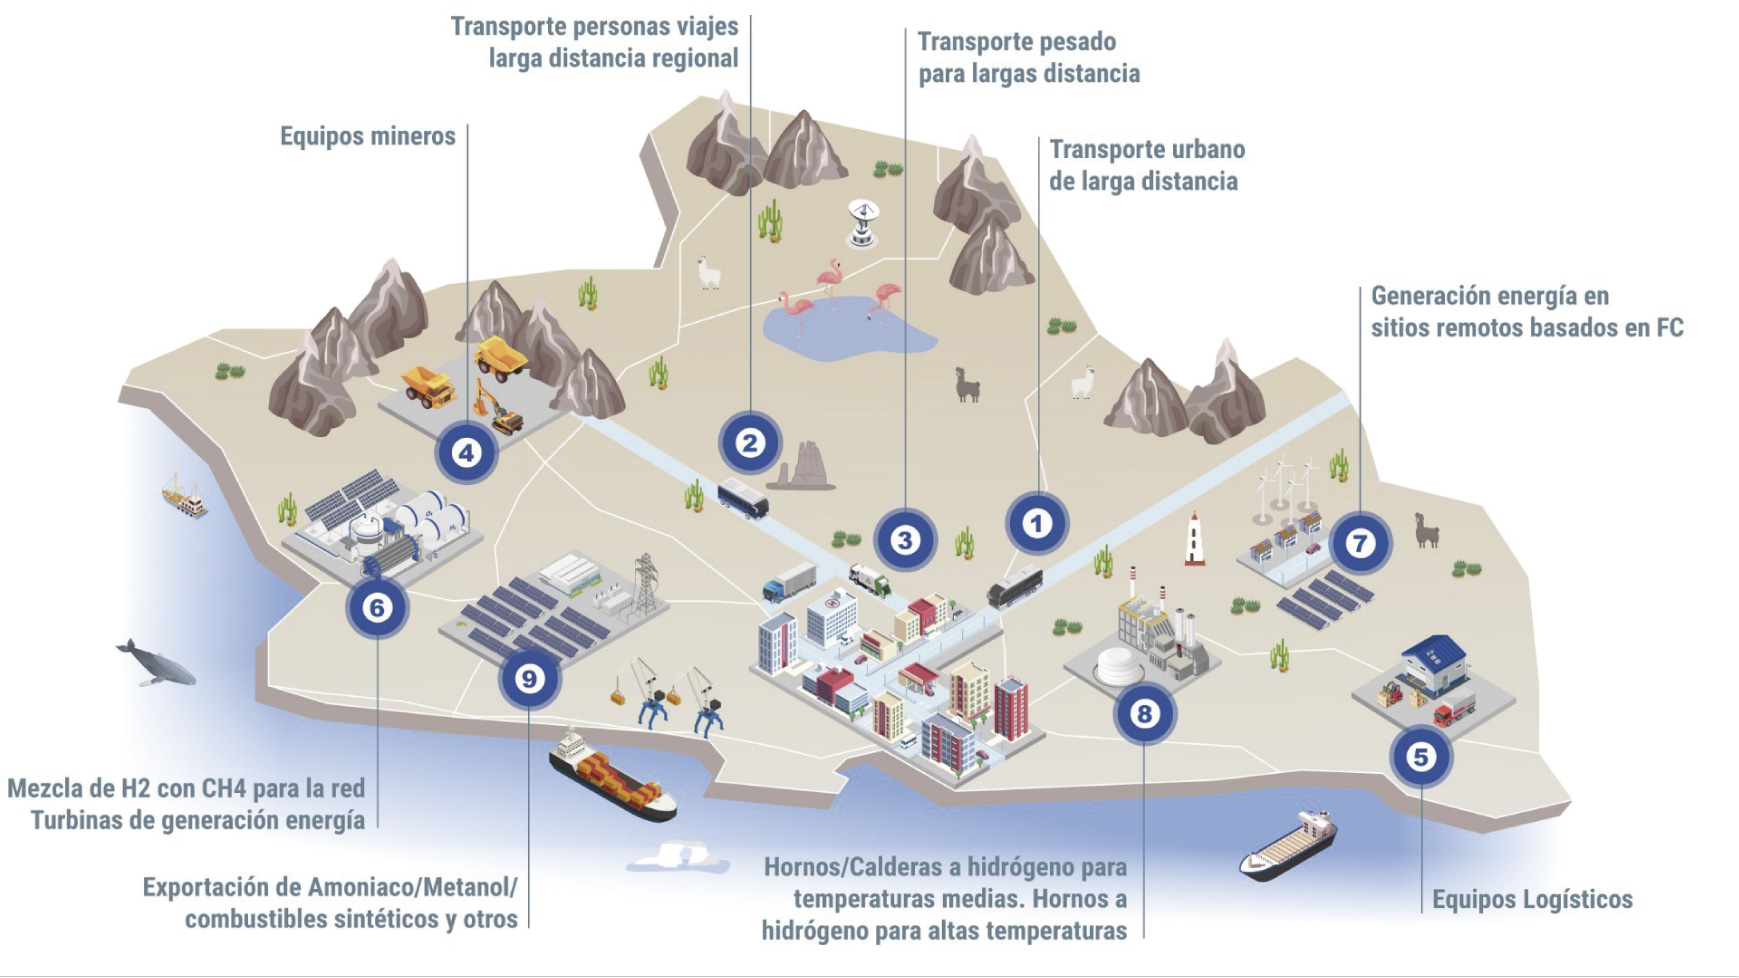 Transporte personas viajes
larga distancia regional
Transporte pesado
para largas distancia
Equipos mineros
Transporte urbano
de larga distancia
Generación energía en
sitios remotos basados en FC
2
4
1
3
7
6
9
8
5
Mezcla de H2 con CH4 para la red
Turbinas de generación energía
Exportación de Amoniaco/Metanol/
combustibles sintéticos y otros
Hornos/Calderas a hidrógeno para
temperaturas medias. Hornos a
hidrógeno para altas temperaturas
Equipos Logísticos